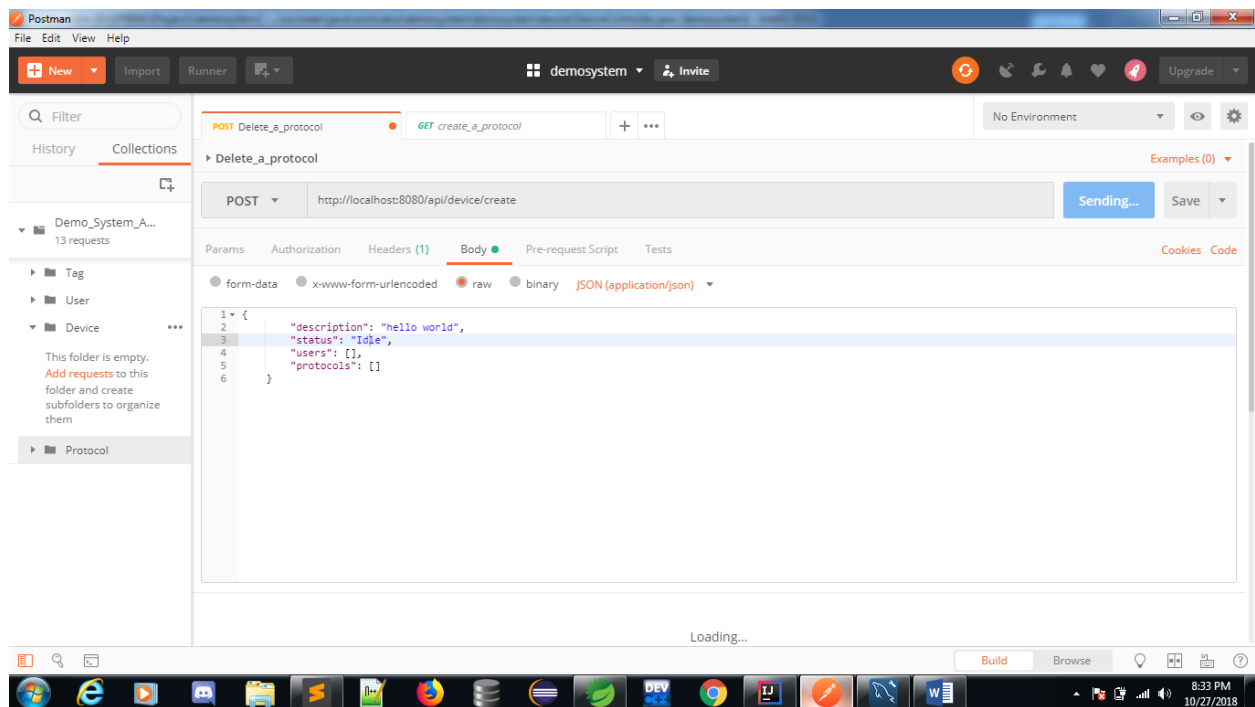 Postman
File Edit View Help
New Import Runner demosystem Invite Upgrade
Filter
History Collections
Demo_System_A...
13 requests
Tag
User
Device
This folder is empty.
Add requests to this
folder and create
subfolders to organize
them
Protocol
POST Delete_a_protocol GET create_a_protocol
No Environment
Delete_a_protocol Examples (0)
POST http://localhost:8080/api/device/create Sending... Save
Params Authorization Headers (1) Body Pre-request Script Tests Cookies Code
form-data x-www-form-urlencoded raw binary JSON (application/json)
1 {
2 "description": "hello world",
3 "status": "Idle",
4 "users": [],
5 "protocols": []
6 }
Loading...
Build Browse
DEV
C++
IJ
W
8:33 PM
10/27/2018